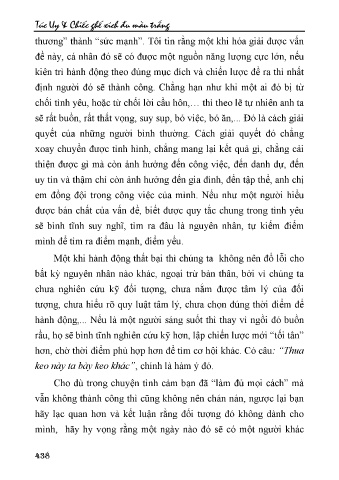 Túc Uy & Chiếc ghế xích đu màu trắng
thương” thành “sức mạnh”. Tôi tin rằng một khi hóa giải được vấn
đề này, cá nhân đó sẽ có được một nguồn năng lượng cực lớn, nếu
kiên trì hành động theo đúng mục đích và chiến lược đề ra thì nhất
định người đó sẽ thành công. Chẳng hạn như khi một ai đó bị từ
chối tình yêu, hoặc từ chối lời cầu hôn,… thì theo lẽ tự nhiên anh ta
sẽ rất buồn, rất thất vọng, suy sụp, bỏ việc, bỏ ăn,... Đó là cách giải
quyết của những người bình thường. Cách giải quyết đó chẳng
xoay chuyển được tình hình, chẳng mang lại kết quả gì, chẳng cải
thiện được gì mà còn ảnh hưởng đến công việc, đến danh dự, đến
uy tín và thậm chí còn ảnh hưởng đến gia đình, đến tập thể, anh chị
em đồng đội trong công việc của mình. Nếu như một người hiểu
được bản chất của vấn đề, biết được quy tắc chung trong tình yêu
sẽ bình tĩnh suy nghĩ, tìm ra đâu là nguyên nhân, tự kiểm điểm
mình để tìm ra điểm mạnh, điểm yếu.
Một khi hành động thất bại thì chúng ta không nên đổ lỗi cho
bất kỳ nguyên nhân nào khác, ngoại trừ bản thân, bởi vì chúng ta
chưa nghiên cứu kỹ đối tượng, chưa nắm được tâm lý của đối
tượng, chưa hiểu rõ quy luật tâm lý, chưa chọn đúng thời điểm để
hành động,... Nếu là một người sáng suốt thì thay vì ngồi đó buồn
rầu, họ sẽ bình tĩnh nghiên cứu kỹ hơn, lập chiến lược mới “tối tân”
hơn, chờ thời điểm phù hợp hơn để tìm cơ hội khác. Có câu: “Thua
keo này ta bày keo khác”, chính là hàm ý đó.
Cho dù trong chuyện tình cảm bạn đã “làm đủ mọi cách” mà
vẫn không thành công thì cũng không nên chán nản, ngược lại bạn
hãy lạc quan hơn và kết luận rằng đối tượng đó không dành cho
mình, hãy hy vọng rằng một ngày nào đó sẽ có một người khác
438